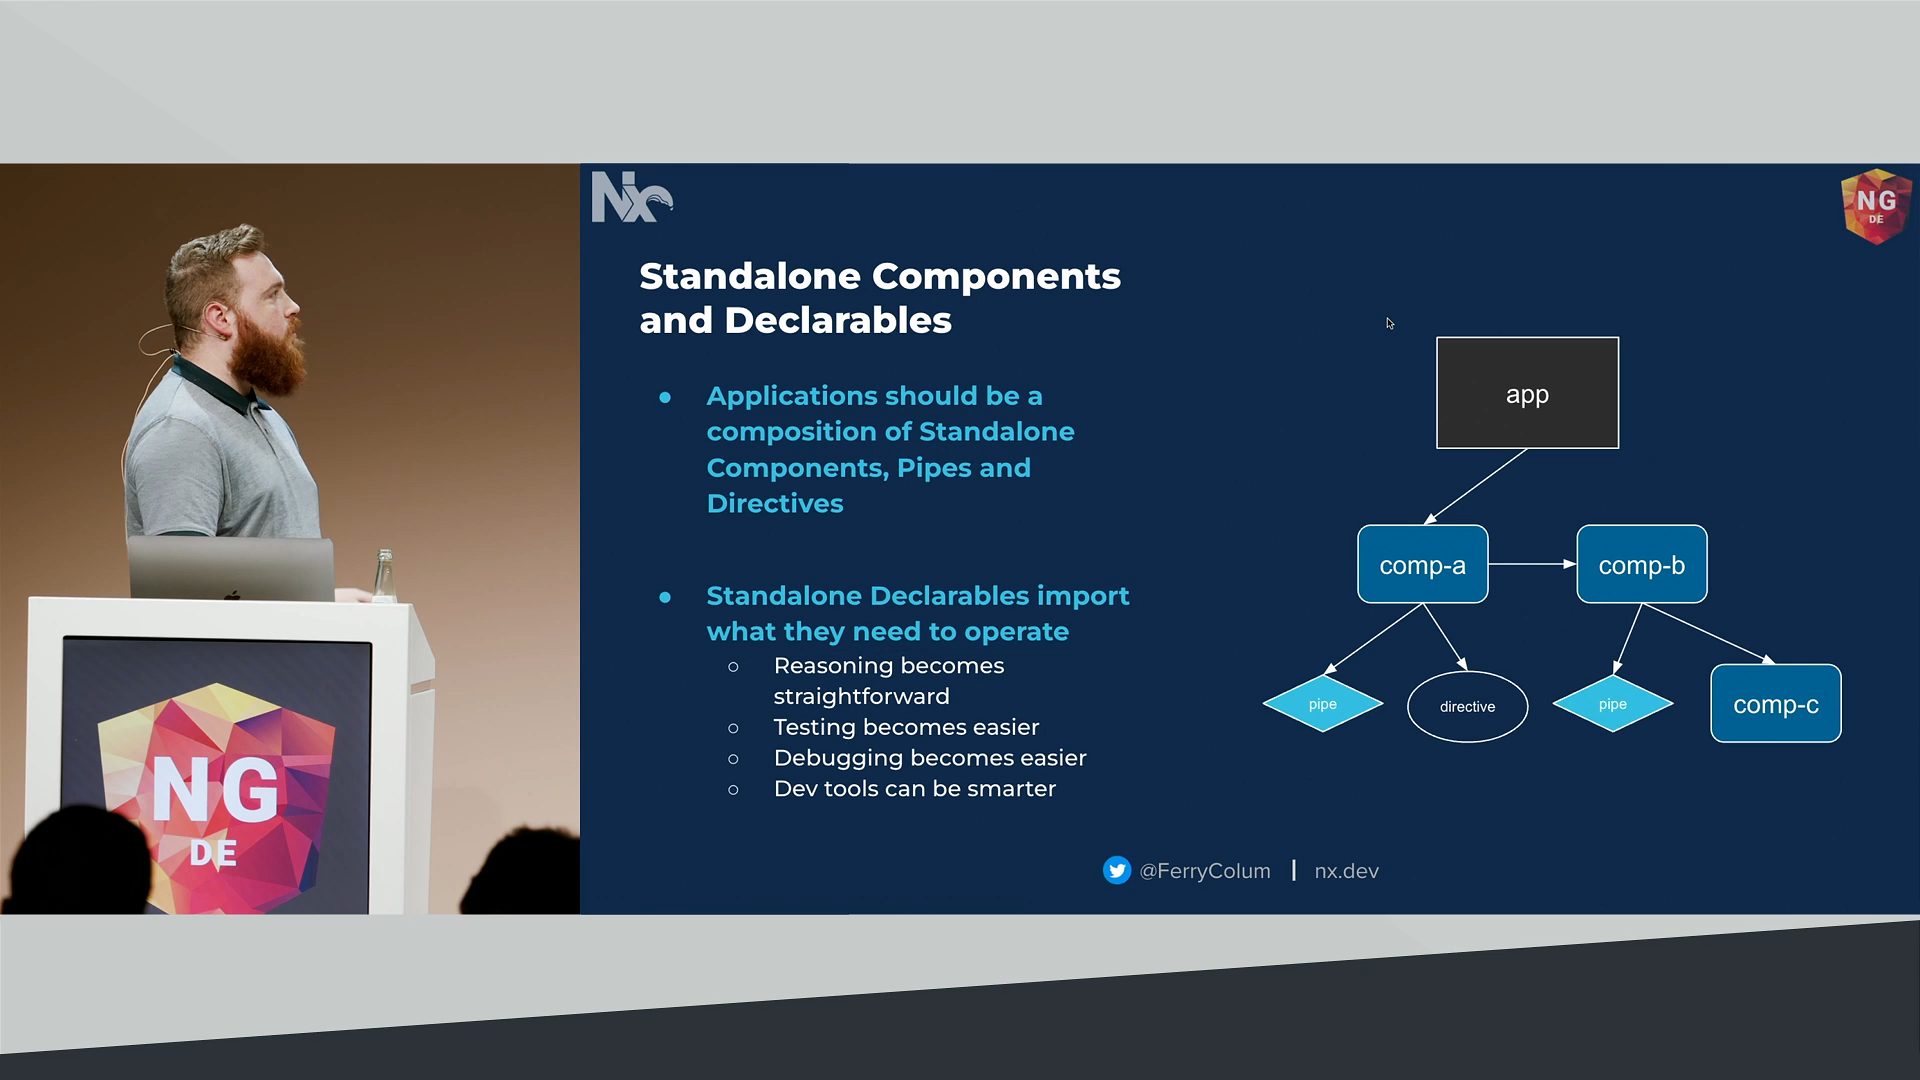 Nx
NG
DE
Standalone Components
and Declarables
● Applications should be a
composition of Standalone
Components, Pipes and
Directives
● Standalone Declarables import
what they need to operate
○ Reasoning becomes
straightforward
○ Testing becomes easier
○ Debugging becomes easier
○ Dev tools can be smarter
app
comp-a
comp-b
pipe
directive
pipe
comp-c
@FerryColum | nx.dev
NG
DE